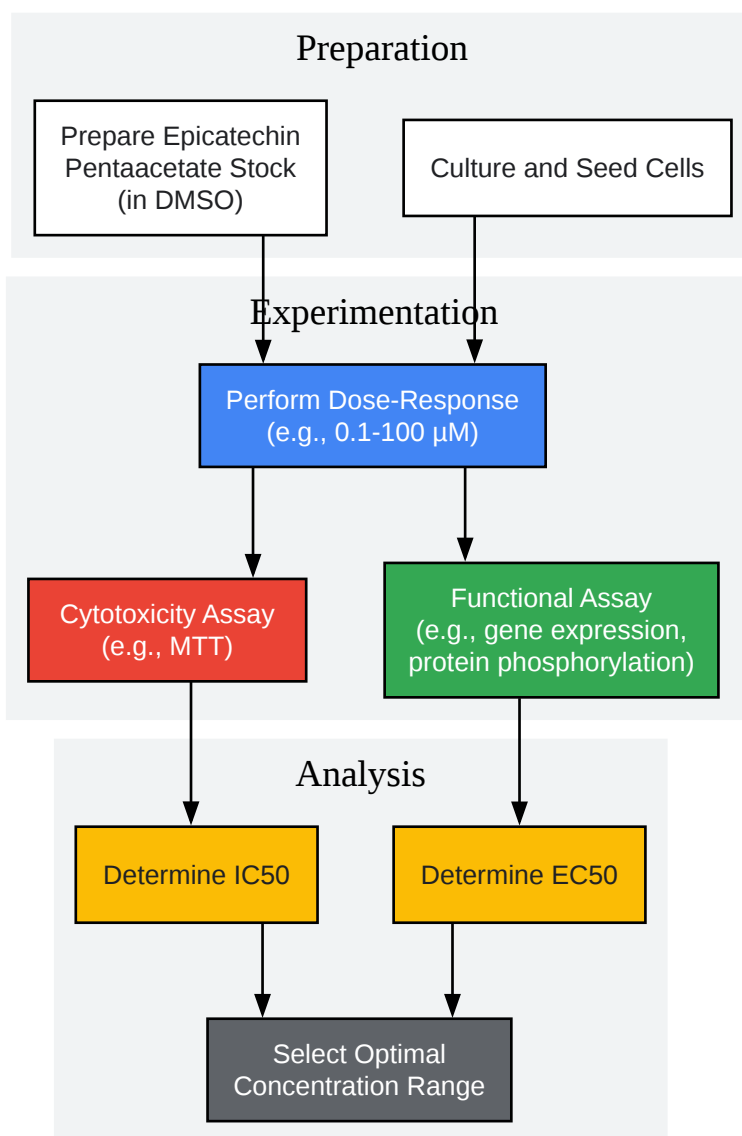 Preparation
Prepare Epicatechin
Pentaacetate Stock
(in DMSO)
Culture and Seed Cells
Experimentation
Perform Dose-Response
(e.g., 0.1-100 µM)
Cytotoxicity Assay
(e.g., MTT)
Functional Assay
(e.g., gene expression,
protein phosphorylation)
Analysis
Determine IC50
Determine EC50
Select Optimal
Concentration Range